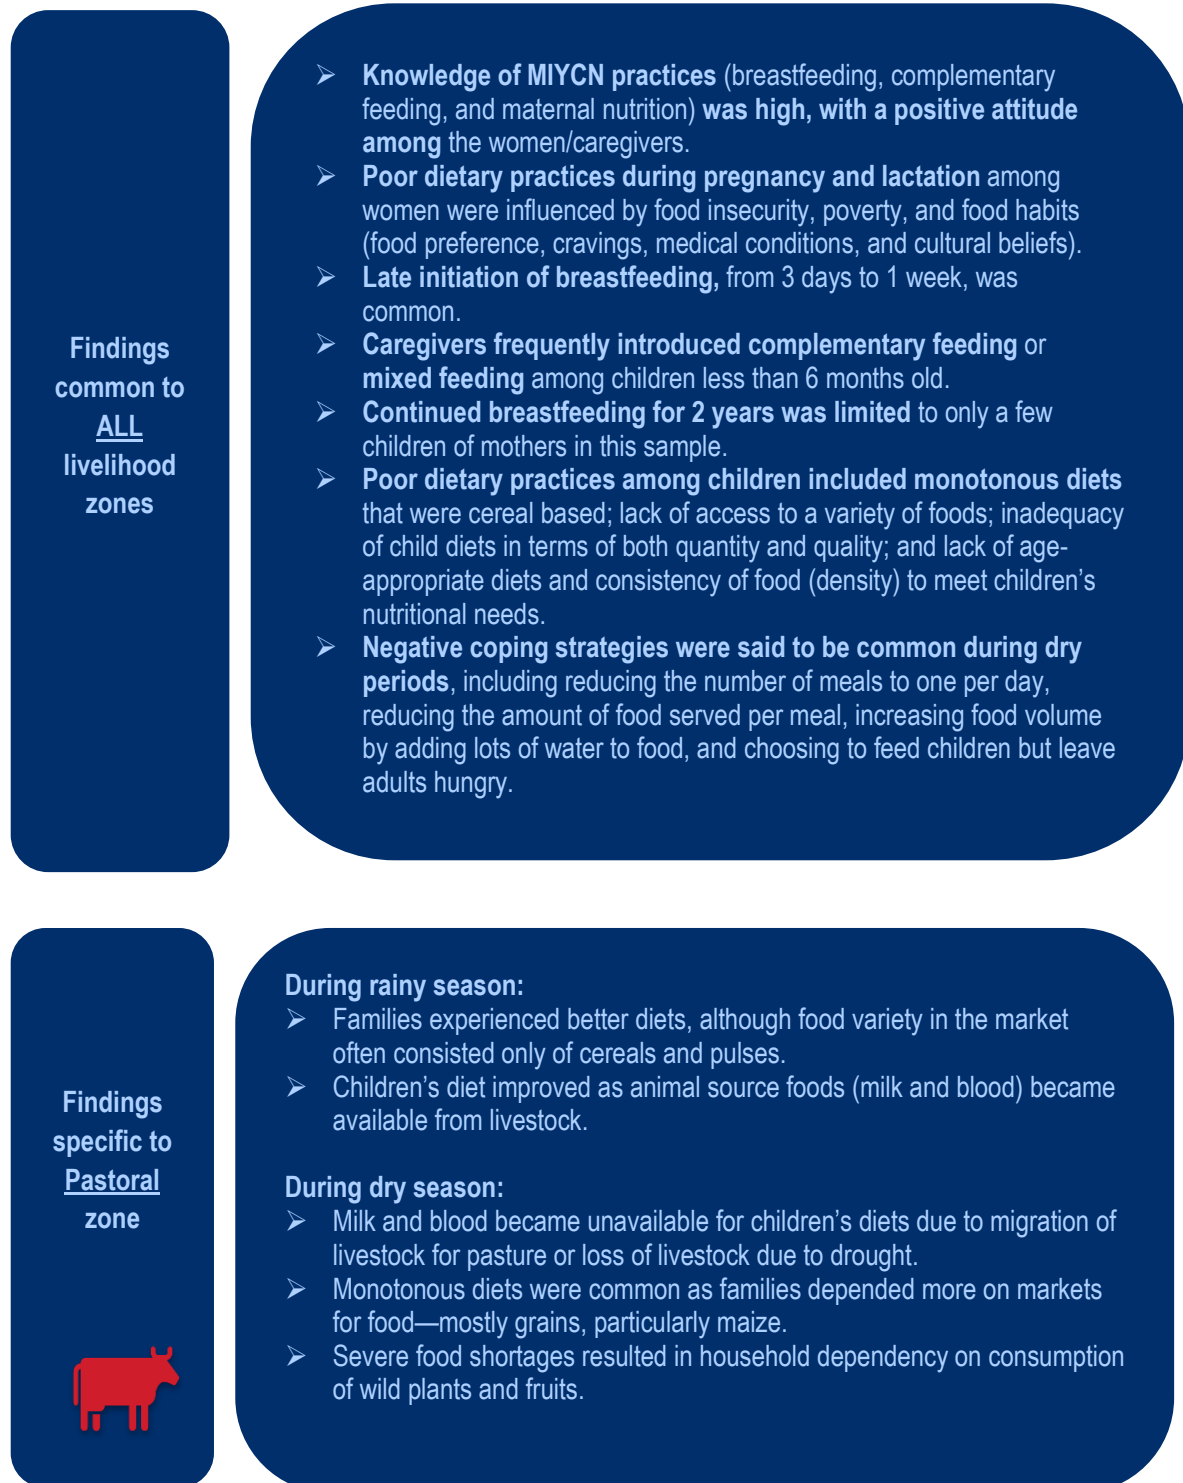 Findings
common to
ALL
livelihood
zones
➢ Knowledge of MIYCN practices (breastfeeding, complementary
feeding, and maternal nutrition) was high, with a positive attitude
among the women/caregivers.
➢ Poor dietary practices during pregnancy and lactation among
women were influenced by food insecurity, poverty, and food habits
(food preference, cravings, medical conditions, and cultural beliefs).
➢ Late initiation of breastfeeding, from 3 days to 1 week, was
common.
➢ Caregivers frequently introduced complementary feeding or
mixed feeding among children less than 6 months old.
➢ Continued breastfeeding for 2 years was limited to only a few
children of mothers in this sample.
➢ Poor dietary practices among children included monotonous diets
that were cereal based; lack of access to a variety of foods; inadequacy
of child diets in terms of both quantity and quality; and lack of age-
appropriate diets and consistency of food (density) to meet children's
nutritional needs.
➢ Negative coping strategies were said to be common during dry
periods, including reducing the number of meals to one per day,
reducing the amount of food served per meal, increasing food volume
by adding lots of water to food, and choosing to feed children but leave
adults hungry.
Findings
specific to
Pastoral
zone
During rainy season:
➢ Families experienced better diets, although food variety in the market
often consisted only of cereals and pulses.
➢ Children's diet improved as animal source foods (milk and blood) became
available from livestock.
During dry season:
➢ Milk and blood became unavailable for children's diets due to migration of
livestock for pasture or loss of livestock due to drought.
➢ Monotonous diets were common as families depended more on markets
for food—mostly grains, particularly maize.
➢ Severe food shortages resulted in household dependency on consumption
of wild plants and fruits.